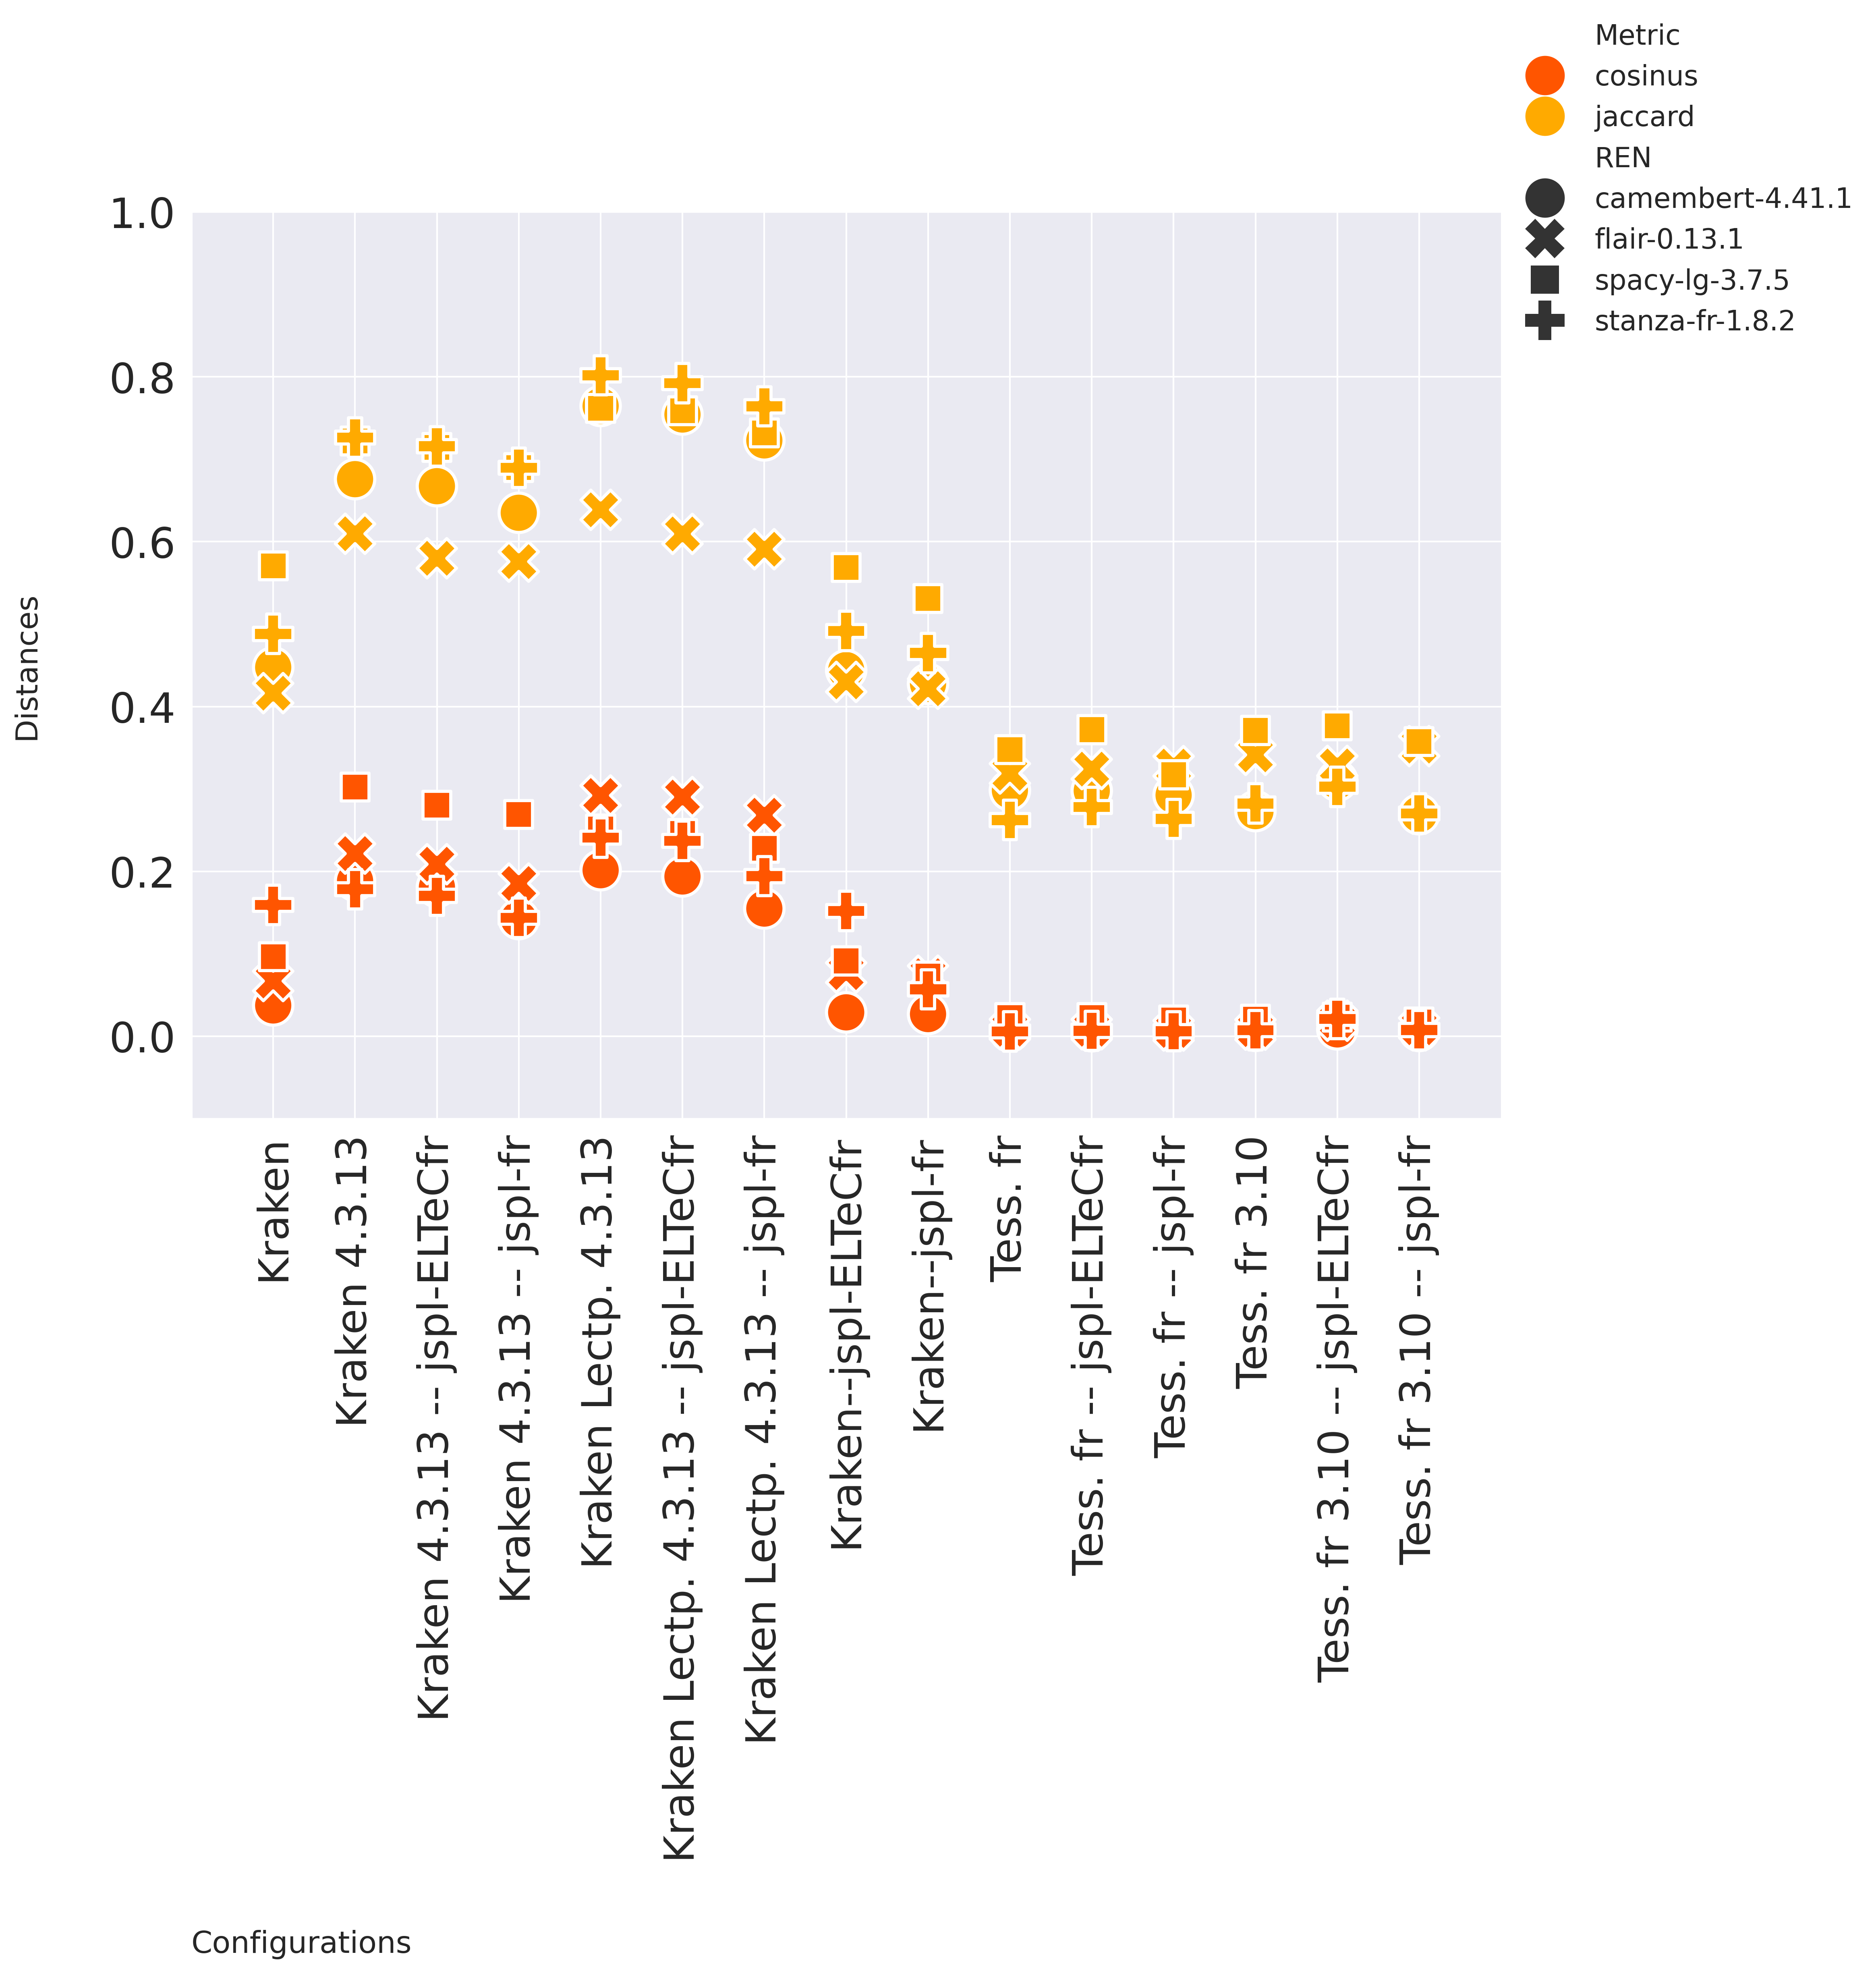 Metric
cosinus
jaccard
REN
camembert-4.41.1
flair-0.13.1
spacy-lg-3.7.5
stanza-fr-1.8.2
1.0
0.8
0.6
0.4
0.2
0.0
Distances
Kraken
Kraken 4.3.13
Kraken 4.3.13 -- jspl-ELTeCfr
Kraken 4.3.13 -- jspl-fr
Kraken Lectp. 4.3.13
Kraken Lectp. 4.3.13 -- jspl-ELTeCfr
Kraken Lectp. 4.3.13 -- jspl-fr
Kraken--jspl-ELTeCfr
Kraken--jspl-fr
Tess. fr
Tess. fr -- jspl-ELTeCfr
Tess. fr -- jspl-fr
Tess. fr 3.10
Tess. fr 3.10 -- jspl-ELTeCfr
Tess. fr 3.10 -- jspl-fr
Configurations